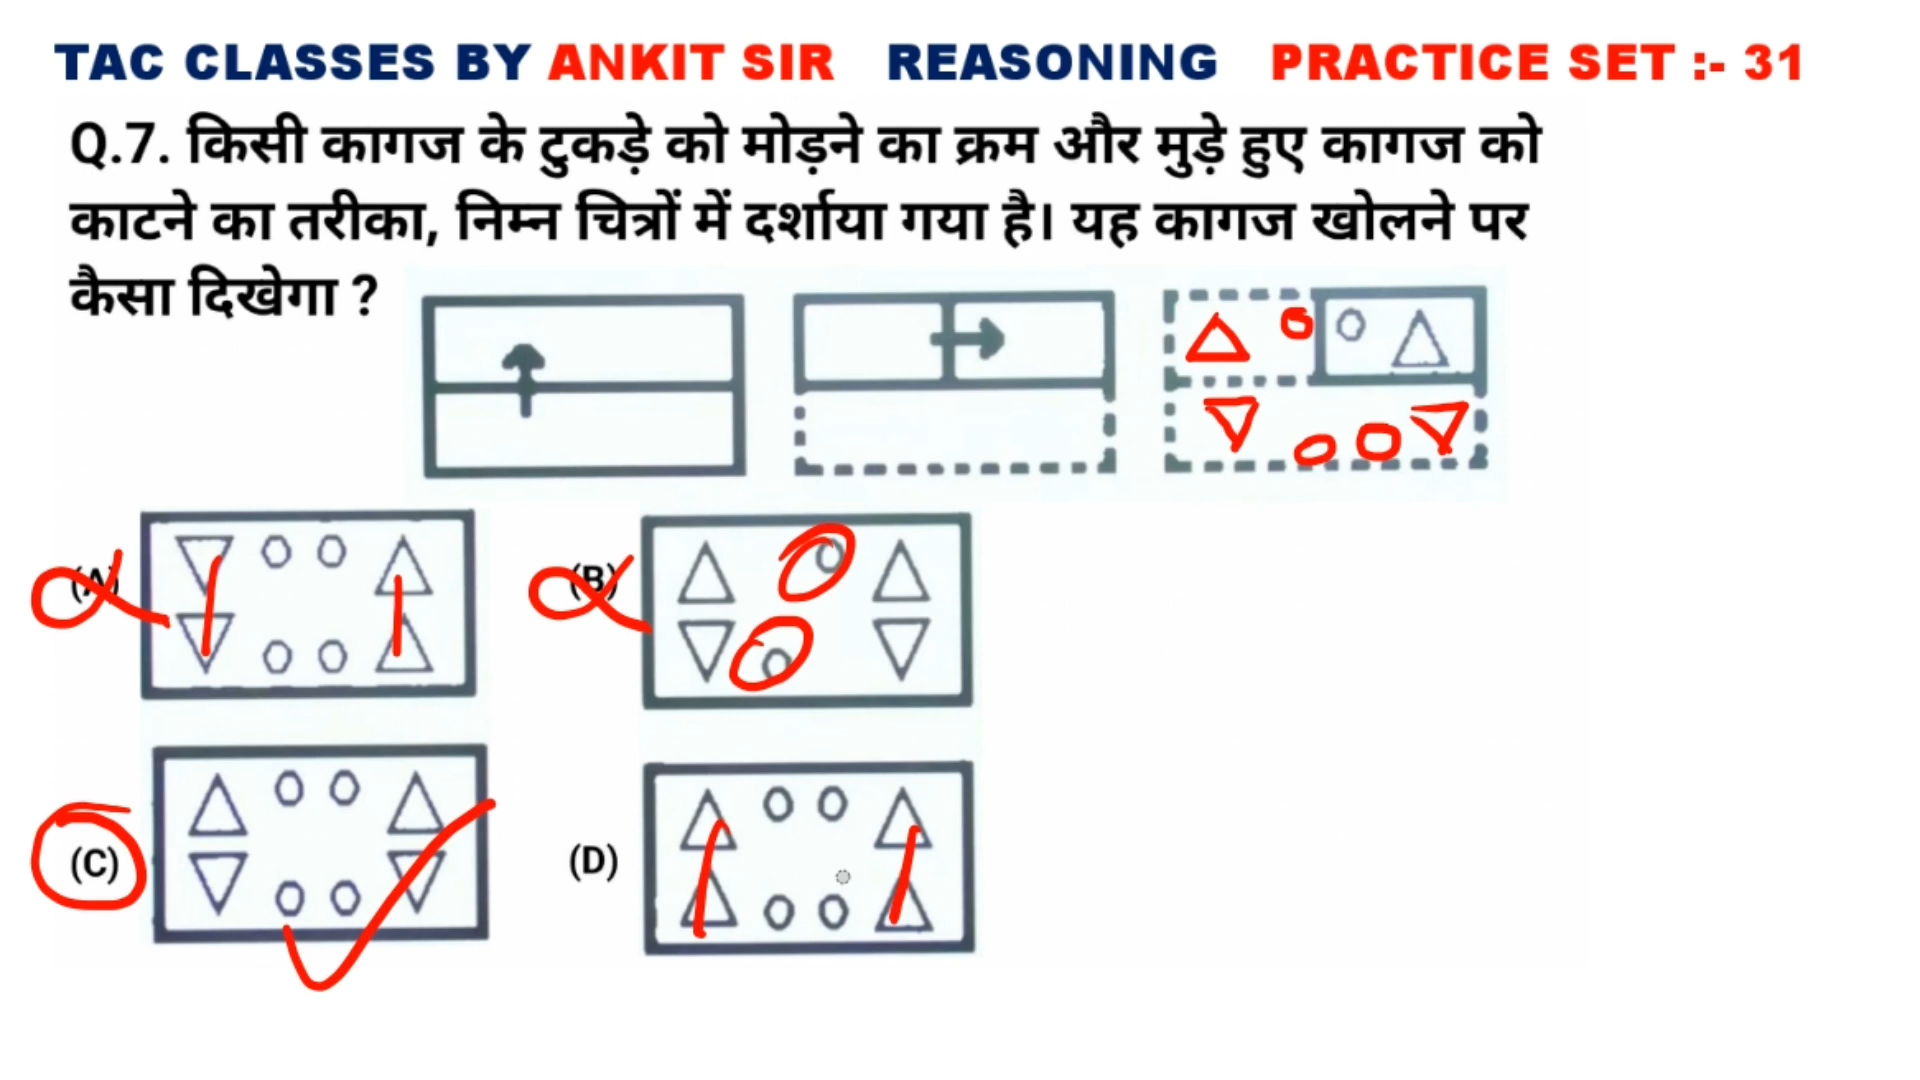 TAC CLASSES BY ANKIT SIR REASONING PRACTICE SET :- 31
Q.7. किसी कागज के टुकड़े को मोड़ने का क्रम और मुड़े हुए कागज को
काटने का तरीका, निम्न चित्रों में दर्शाया गया है। यह कागज खोलने पर
कैसा दिखेगा ?
(A) (B)
(C) (D)